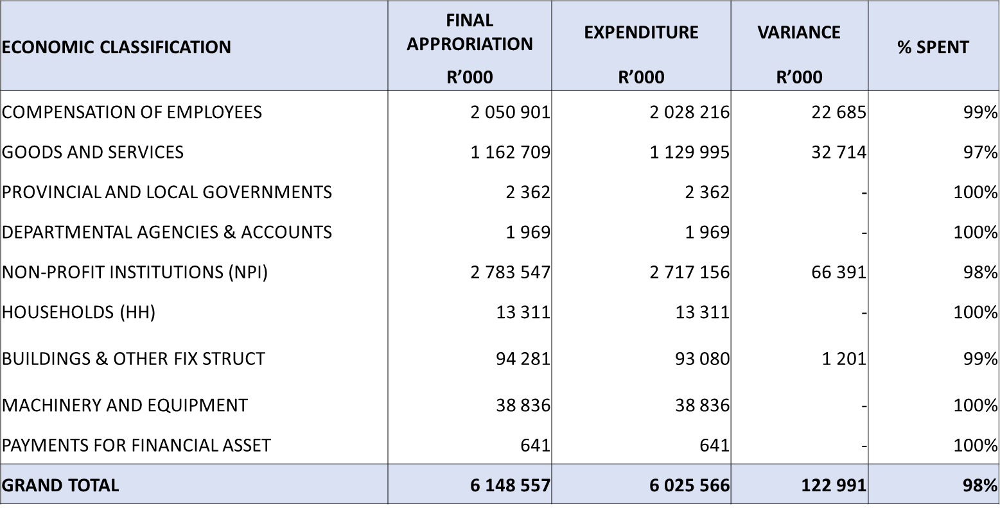 ECONOMIC CLASSIFICATION
FINAL
APPRORIATION
R’000
EXPENDITURE
R’000
VARIANCE
R’000
% SPENT
COMPENSATION OF EMPLOYEES 2 050 901 2 028 216 22 685 99%
GOODS AND SERVICES 1 162 709 1 129 995 32 714 97%
PROVINCIAL AND LOCAL GOVERNMENTS 2 362 2 362 - 100%
DEPARTMENTAL AGENCIES & ACCOUNTS 1 969 1 969 - 100%
NON-PROFIT INSTITUTIONS (NPI) 2 783 547 2 717 156 66 391 98%
HOUSEHOLDS (HH) 13 311 13 311 - 100%
BUILDINGS & OTHER FIX STRUCT 94 281 93 080 1 201 99%
MACHINERY AND EQUIPMENT 38 836 38 836 - 100%
PAYMENTS FOR FINANCIAL ASSET 641 641 - 100%
GRAND TOTAL 6 148 557 6 025 566 122 991 98%